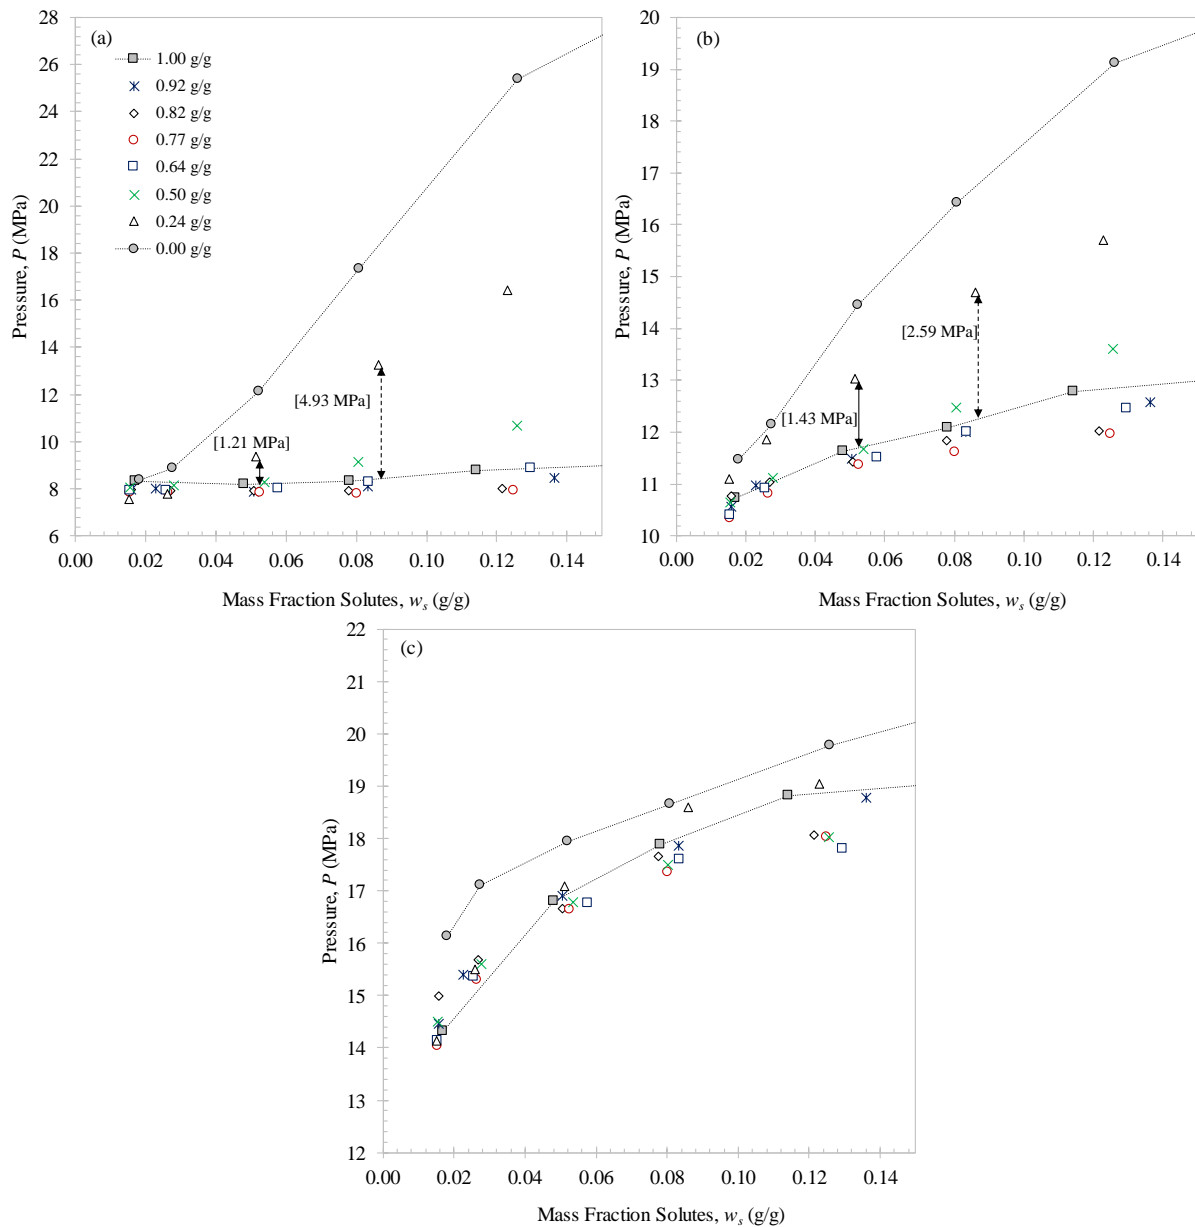 (a)
28
26
24
22
20
18
16
14
12
10
8
6
1.00 g/g
0.92 g/g
0.82 g/g
0.77 g/g
0.64 g/g
0.50 g/g
0.24 g/g
0.00 g/g
[4.93 MPa]
[1.21 MPa]
Pressure, P (MPa)
0.00 0.02 0.04 0.06 0.08 0.10 0.12 0.14
Mass Fraction Solutes, wₛ (g/g)
(b)
20
19
18
17
16
15
14
13
12
11
10
[2.59 MPa]
[1.43 MPa]
Pressure, P (MPa)
0.00 0.02 0.04 0.06 0.08 0.10 0.12 0.14
Mass Fraction Solutes, wₛ (g/g)
(c)
22
21
20
19
18
17
16
15
14
13
12
Pressure, P (MPa)
0.00 0.02 0.04 0.06 0.08 0.10 0.12 0.14
Mass Fraction Solutes, wₛ (g/g)